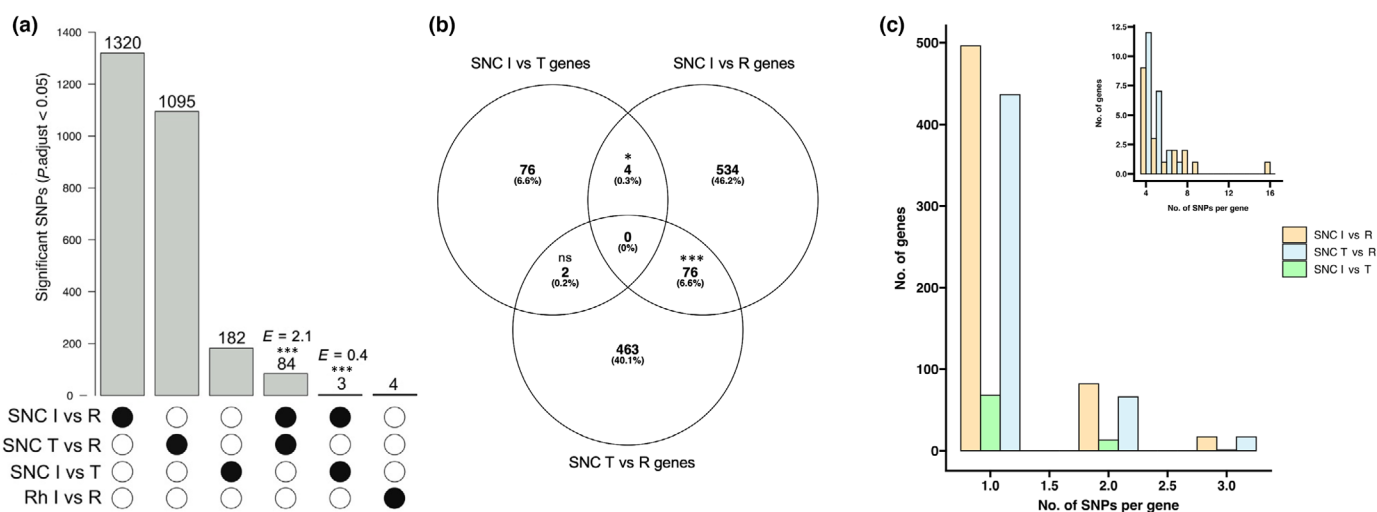 (a)
Significant SNPs (P.adjust < 0.05)
1400
1200
1000
800
600
400
200
0
1320
1095
182
E = 2.1
***
84
E = 0.4
***
3
4
SNC I vs R
SNC T vs R
SNC I vs T
Rh I vs R
(b)
SNC I vs T genes
SNC I vs R genes
76
(6.6%)
*
4
(0.3%)
534
(46.2%)
0
(0%)
ns
2
(0.2%)
***
76
(6.6%)
463
(40.1%)
SNC T vs R genes
(c)
No. of genes
500
400
300
200
100
0
1.0
1.5
2.0
2.5
3.0
No. of SNPs per gene
No. of genes
12.5
10.0
7.5
5.0
2.5
0.0
4
8
12
16
No. of SNPs per gene
SNC I vs R
SNC T vs R
SNC I vs T